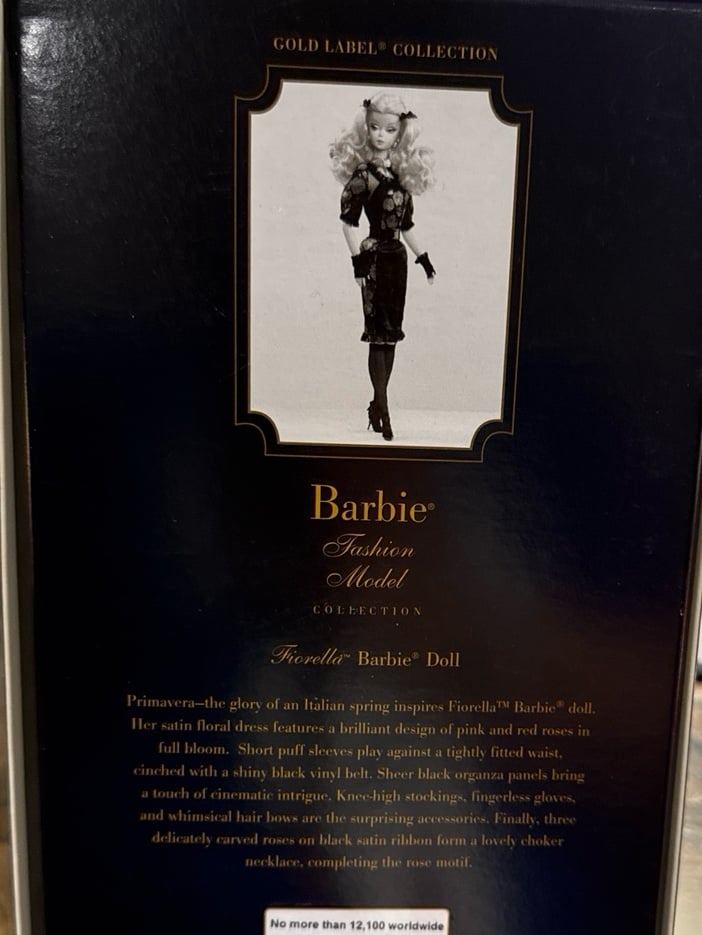 GOLD LABEL® COLLECTION
Barbie®
Fashion
Model
COLLECTION
Fiorella™ Barbie® Doll
Primavera—the glory of an Italian spring inspires Fiorella™ Barbie® doll.
Her satin floral dress features a brilliant design of pink and red roses in
full bloom. Short puff sleeves play against a tightly fitted waist,
cinched with a shiny black vinyl belt. Sheer black organza panels bring
a touch of cinematic intrigue. Knee-high stockings, fingerless gloves,
and whimsical hair bows are the surprising accessories. Finally, three
delicately carved roses on black satin ribbon form a lovely choker
necklace, completing the rose motif.
No more than 12,100 worldwide